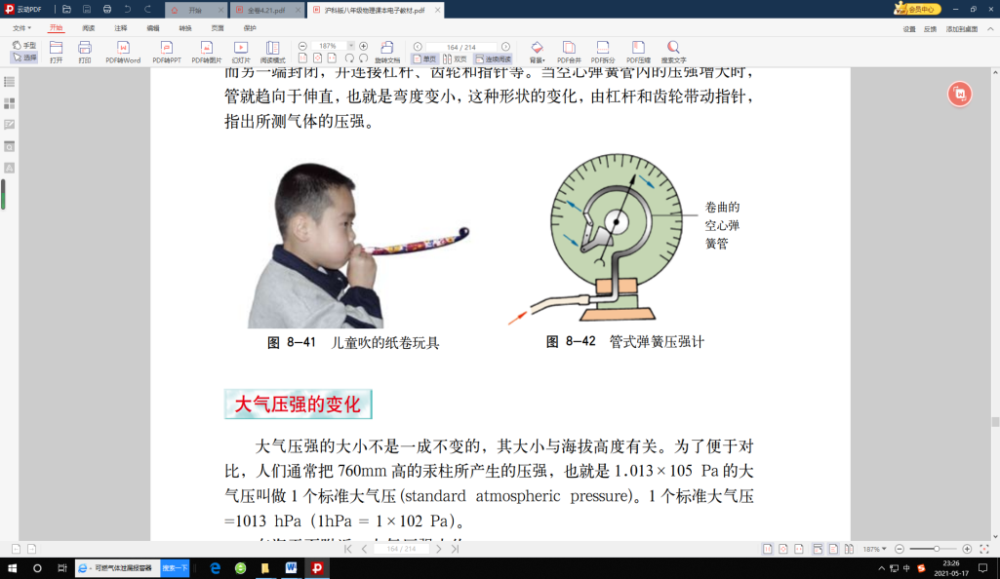 云动PDF
开始
全卷4.21.pdf
沪科版八年级物理课本电子教材.pdf
会员中心
文件 开始 阅读 注释 编辑 转换 页面 保护
设置 反馈 添加到桌面
手型
选择
打开 打印 PDF转Word PDF转PPT PDF转图片 幻灯片 阅读模式
187%
旋转文档
164 / 214
单页 双页 连续阅读
背景 PDF合并 PDF拆分 PDF压缩 搜索文字
而另一端封闭，并连接杠杆、齿轮和指针等。当空心弹簧管内的压强增大时，
管就趋向于伸直，也就是弯度变小，这种形状的变化，由杠杆和齿轮带动指针，
指出所测气体的压强。
卷曲的
空心弹
簧管
图 8-41 儿童吹的纸卷玩具
图 8-42 管式弹簧压强计
大气压强的变化
大气压强的大小不是一成不变的，其大小与海拔高度有关。为了便于对
比，人们通常把 760mm 高的汞柱所产生的压强，也就是 1.013×105 Pa 的大
气压叫做 1 个标准大气压(standard atmospheric pressure)。1 个标准大气压
=1013 hPa (1hPa = 1×102 Pa)。
164 / 214
187%
可燃气体泄漏报警器
搜索一下
中
23:26
2021-05-17